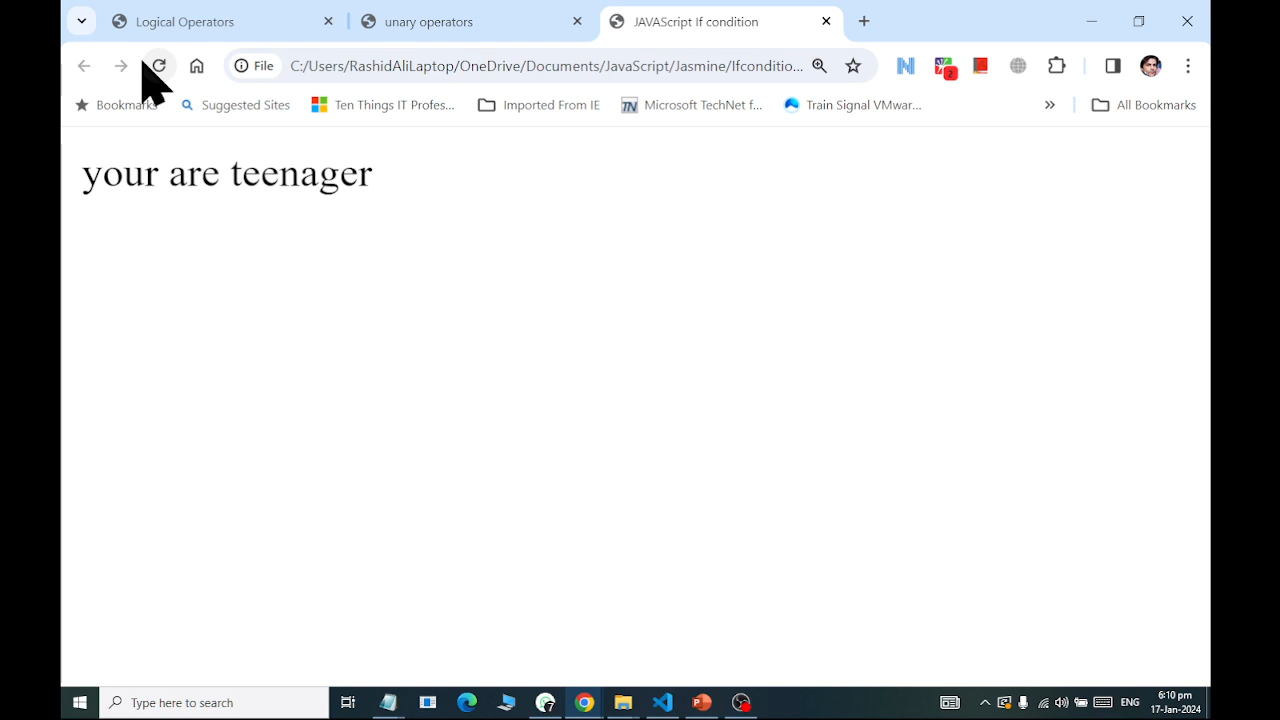 Logical Operators
unary operators
JAVAScript If condition
File
C:/Users/RashidAliLaptop/OneDrive/Documents/JavaScript/Jasmine/Ifconditio...
2
Bookmarks
Suggested Sites
Ten Things IT Profes...
Imported From IE
TN
Microsoft TechNet f...
Train Signal VMwar...
All Bookmarks
your are teenager
Type here to search
ENG
6:10 pm
17-Jan-2024